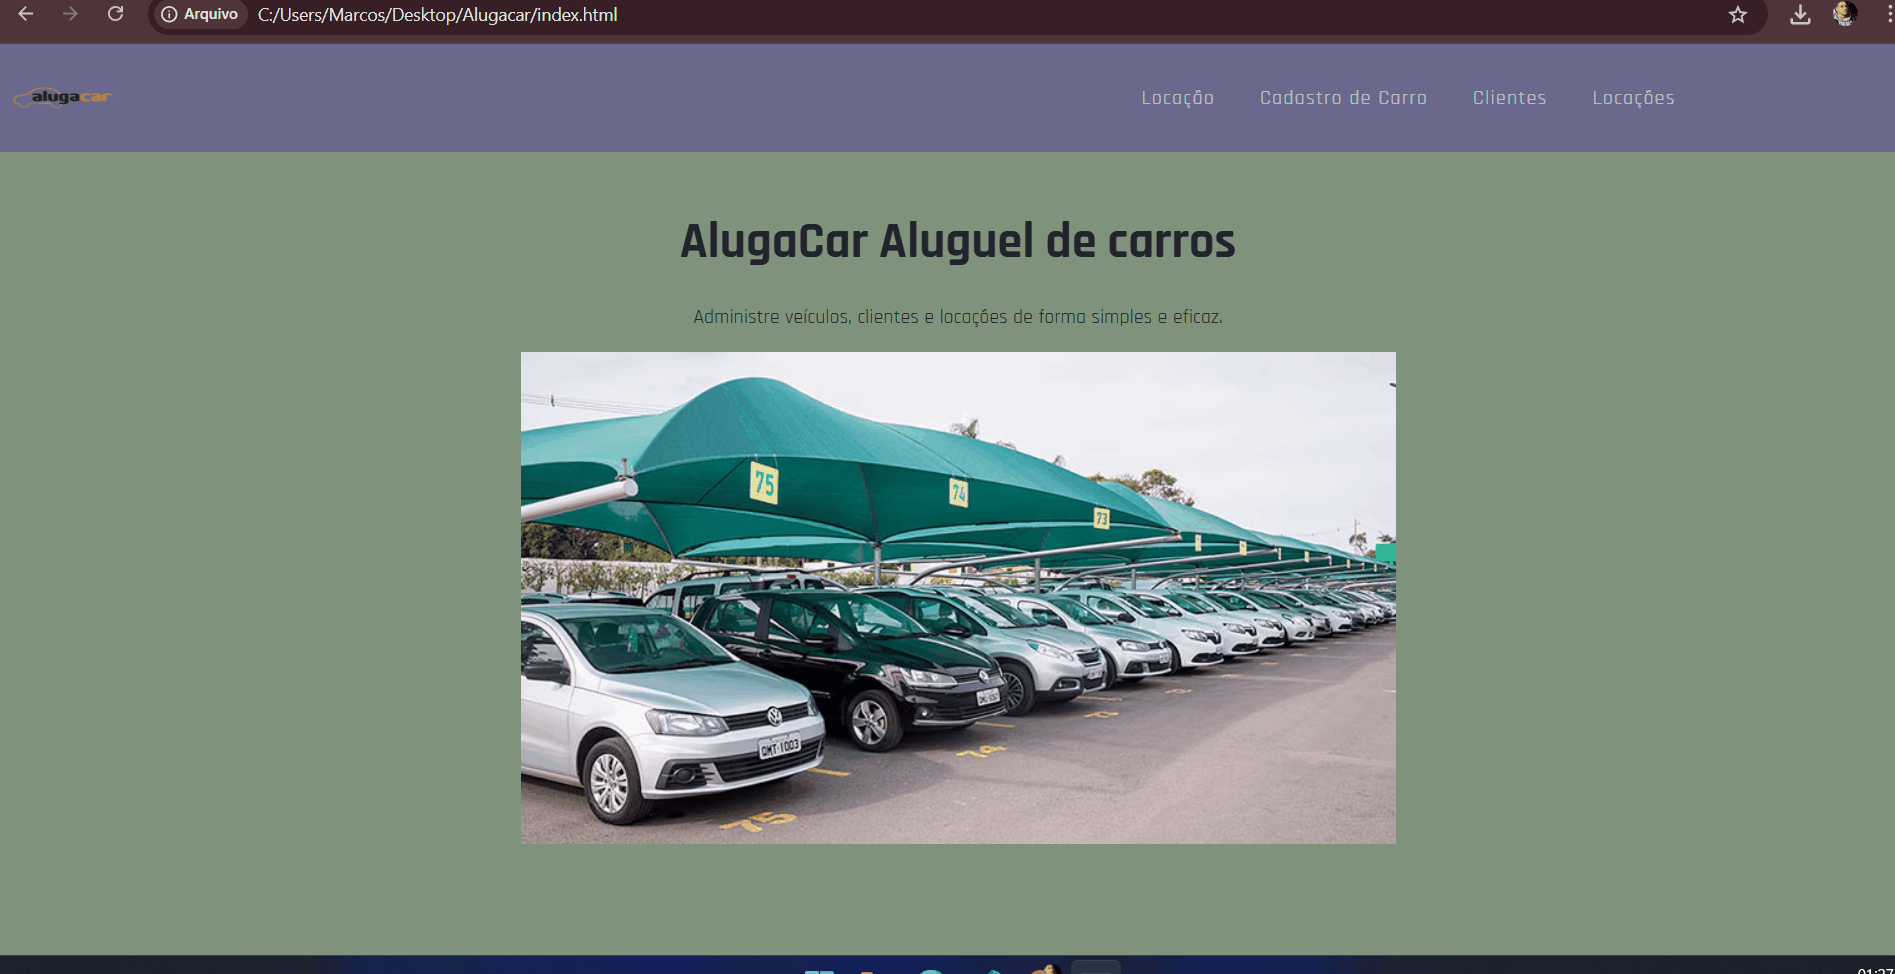 Arquivo C:/Users/Marcos/Desktop/Alugacar/index.html
alugacar
Locação Cadastro de Carro Clientes Locações
AlugaCar Aluguel de carros
Administre veículos, clientes e locações de forma simples e eficaz.
75
74
73
QMT-1003
74
75